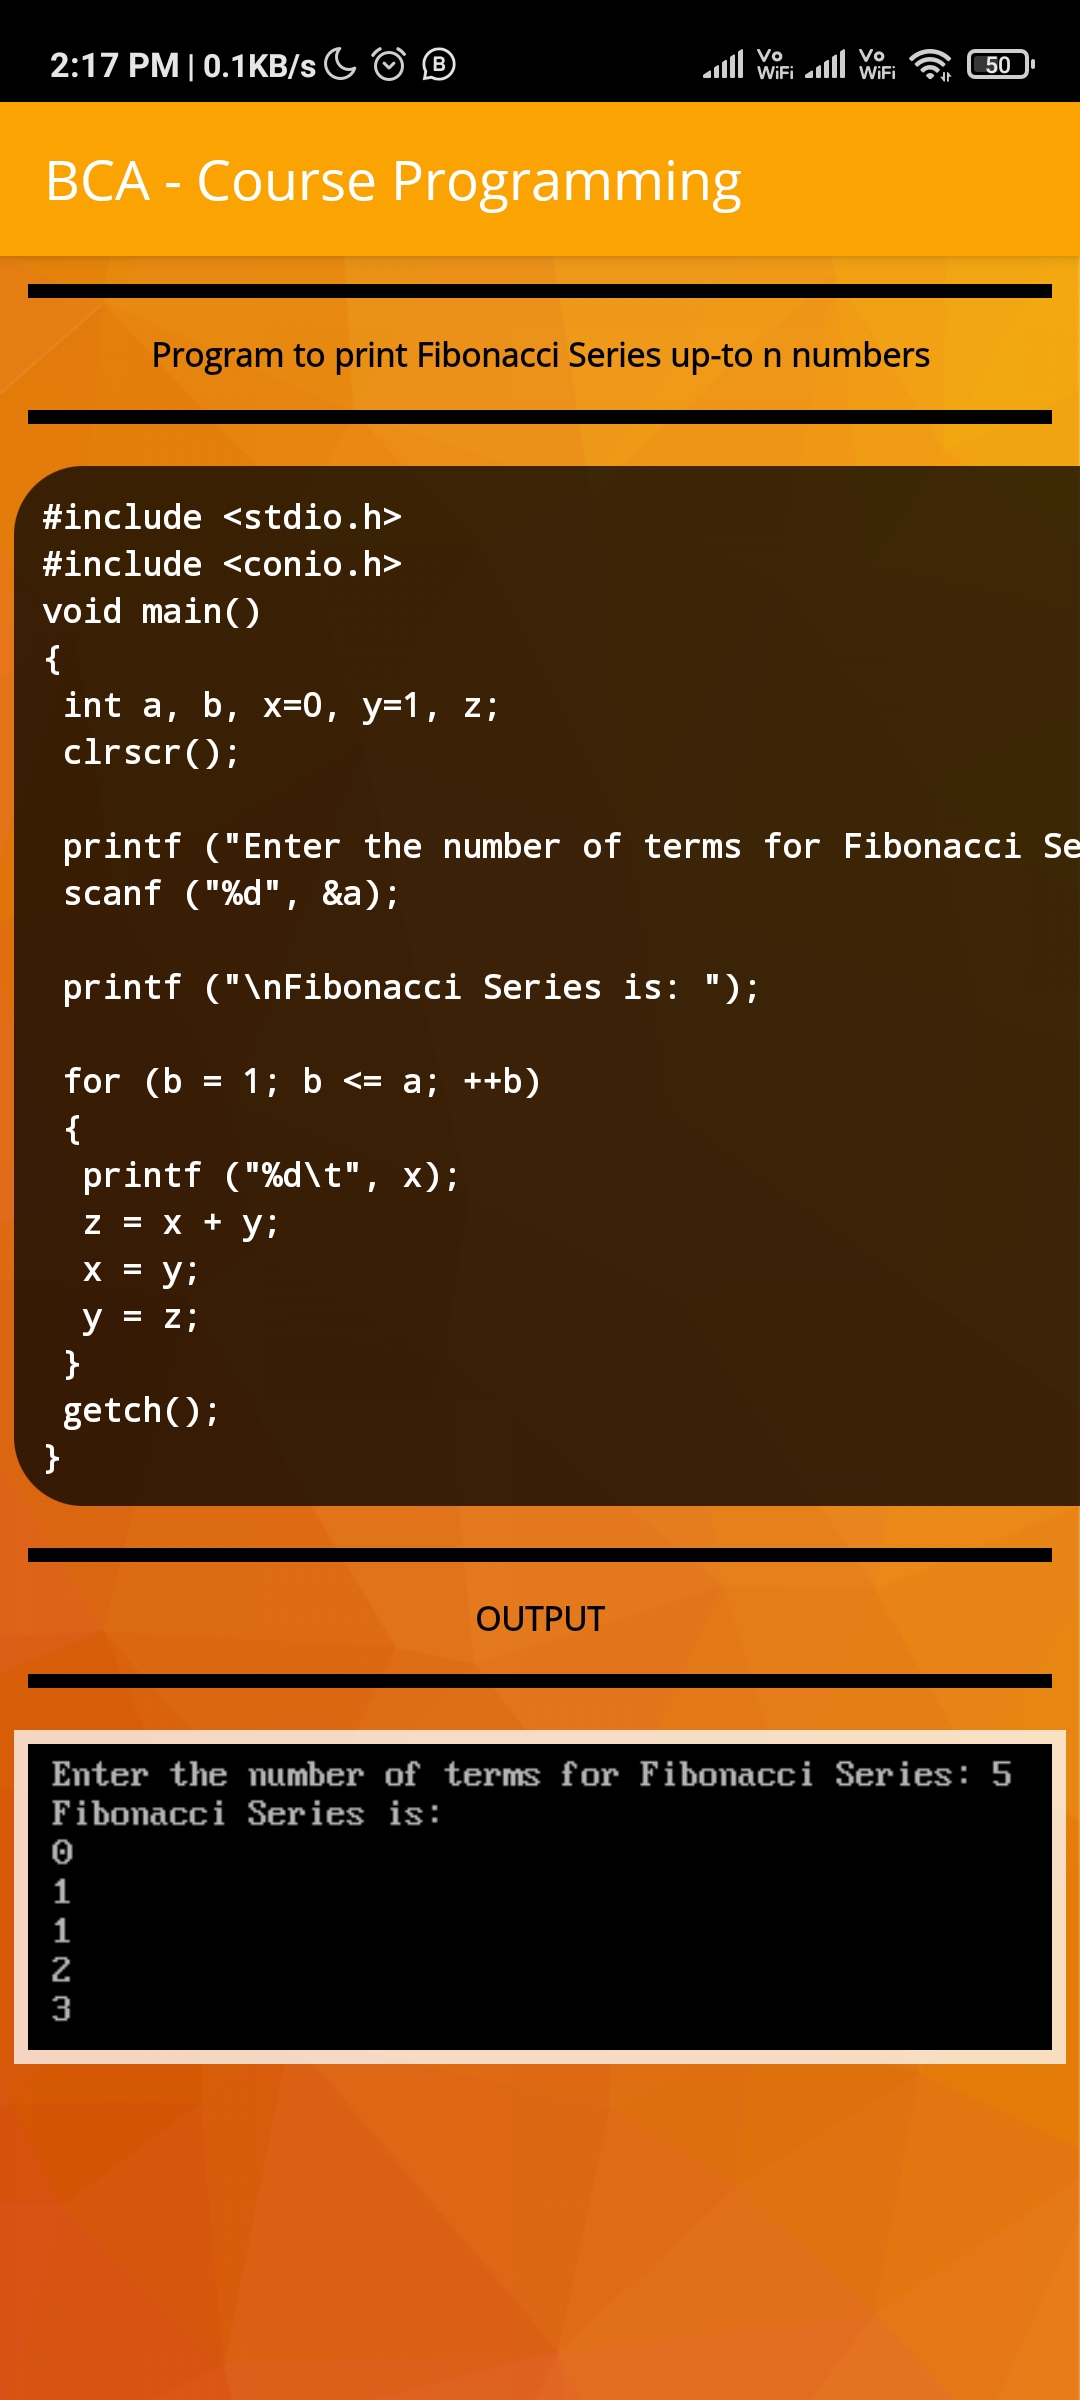 2:17 PM | 0.1KB/s B Vo WiFi Vo WiFi 50
BCA - Course Programming
Program to print Fibonacci Series up-to n numbers
#include <stdio.h>
#include <conio.h>
void main()
{
int a, b, x=0, y=1, z;
clrscr();
printf ("Enter the number of terms for Fibonacci Se
scanf ("%d", &a);
printf ("\nFibonacci Series is: ");
for (b = 1; b <= a; ++b)
{
printf ("%d\t", x);
z = x + y;
x = y;
y = z;
}
getch();
}
OUTPUT
Enter the number of terms for Fibonacci Series: 5
Fibonacci Series is:
0
1
1
2
3